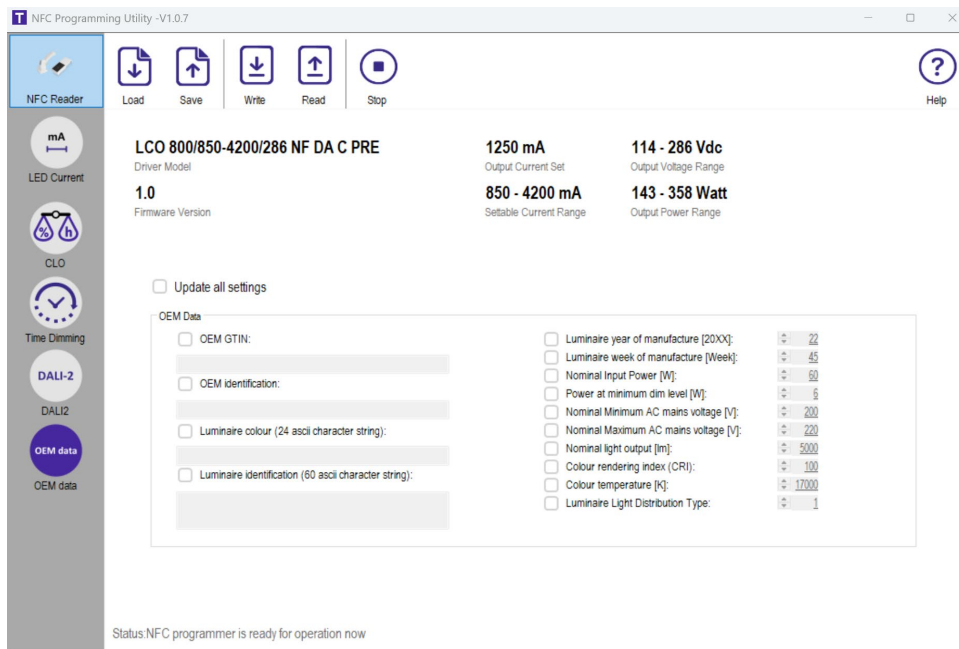 T NFC Programming Utility -V1.0.7
NFC Reader
Load
Save
Write
Read
Stop
?
Help
mA
LED Current
% h
CLO
Time Dimming
DALI-2
DALI2
OEM data
OEM data
LCO 800/850-4200/286 NF DA C PRE
Driver Model
1.0
Firmware Version
1250 mA
Output Current Set
114 - 286 Vdc
Output Voltage Range
850 - 4200 mA
Settable Current Range
143 - 358 Watt
Output Power Range
Update all settings
OEM Data
OEM GTIN:
OEM identification:
Luminaire colour (24 ascii character string):
Luminaire identification (60 ascii character string):
Luminaire year of manufacture [20XX]: 22
Luminaire week of manufacture [Week]: 45
Nominal Input Power [W]: 60
Power at minimum dim level [W]: 6
Nominal Minimum AC mains voltage [V]: 200
Nominal Maximum AC mains voltage [V]: 220
Nominal light output [lm]: 5000
Colour rendering index (CRI): 100
Colour temperature [K]: 17000
Luminaire Light Distribution Type: 1
Status:NFC programmer is ready for operation now